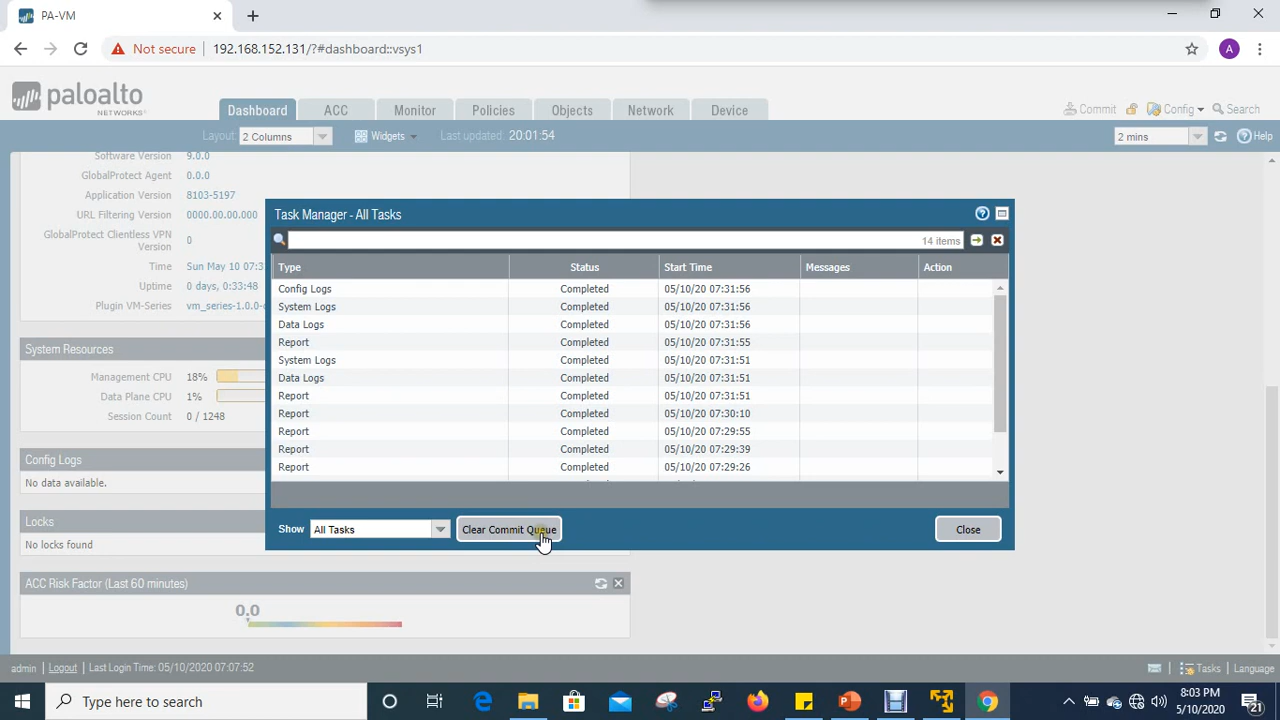 PA-VM
Not secure 192.168.152.131/?#dashboard::vsys1
A
paloalto
NETWORKS
Dashboard ACC Monitor Policies Objects Network Device
Commit Config Search
Layout: 2 Columns Widgets Last updated: 20:01:54 2 mins Help
Software Version 9.0.0
GlobalProtect Agent 0.0.0
Application Version 8103-5197
URL Filtering Version 0000.00.00.000
GlobalProtect Clientless VPN
Version
0
Time Sun May 10 07:3
Uptime 0 days, 0:33:48
Plugin VM-Series vm_series-1.0.0-
System Resources
Management CPU 18%
Data Plane CPU 1%
Session Count 0 / 1248
Config Logs
No data available.
Locks
No locks found
ACC Risk Factor (Last 60 minutes)
0.0
Task Manager - All Tasks
14 items
Type Status Start Time Messages Action
Config Logs Completed 05/10/20 07:31:56
System Logs Completed 05/10/20 07:31:56
Data Logs Completed 05/10/20 07:31:56
Report Completed 05/10/20 07:31:55
System Logs Completed 05/10/20 07:31:51
Data Logs Completed 05/10/20 07:31:51
Report Completed 05/10/20 07:31:51
Report Completed 05/10/20 07:30:10
Report Completed 05/10/20 07:29:55
Report Completed 05/10/20 07:29:39
Report Completed 05/10/20 07:29:26
Show All Tasks Clear Commit Queue Close
admin | Logout | Last Login Time: 05/10/2020 07:07:52 Tasks | Language
Type here to search
8:03 PM
5/10/2020
21